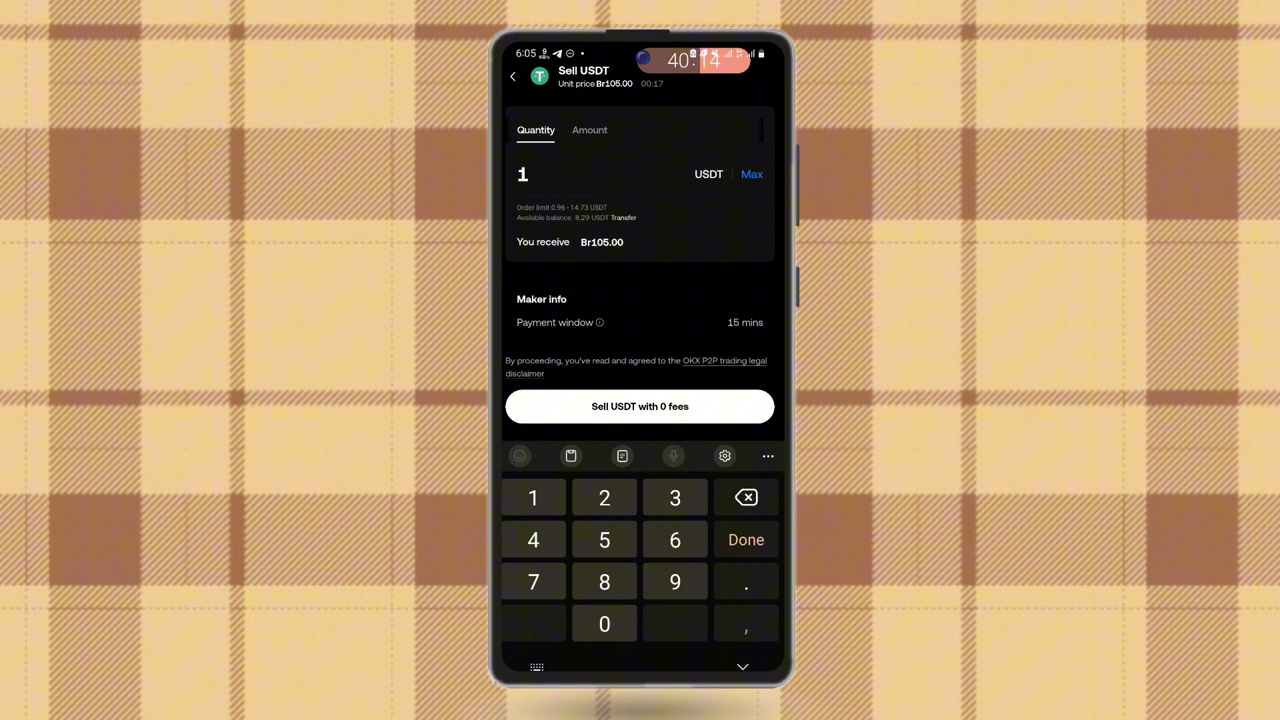 6:05 9 KB/s
40:14
Sell USDT
Unit price Br105.00 00:17
Quantity Amount
1 USDT Max
Order limit 0.96 - 14.73 USDT
Available balance 8.29 USDT Transfer
You receive Br105.00
Maker info
Payment window 15 mins
By proceeding, you've read and agreed to the OKX P2P trading legal
disclaimer
Sell USDT with 0 fees
1 2 3
4 5 6 Done
7 8 9 .
0 ,